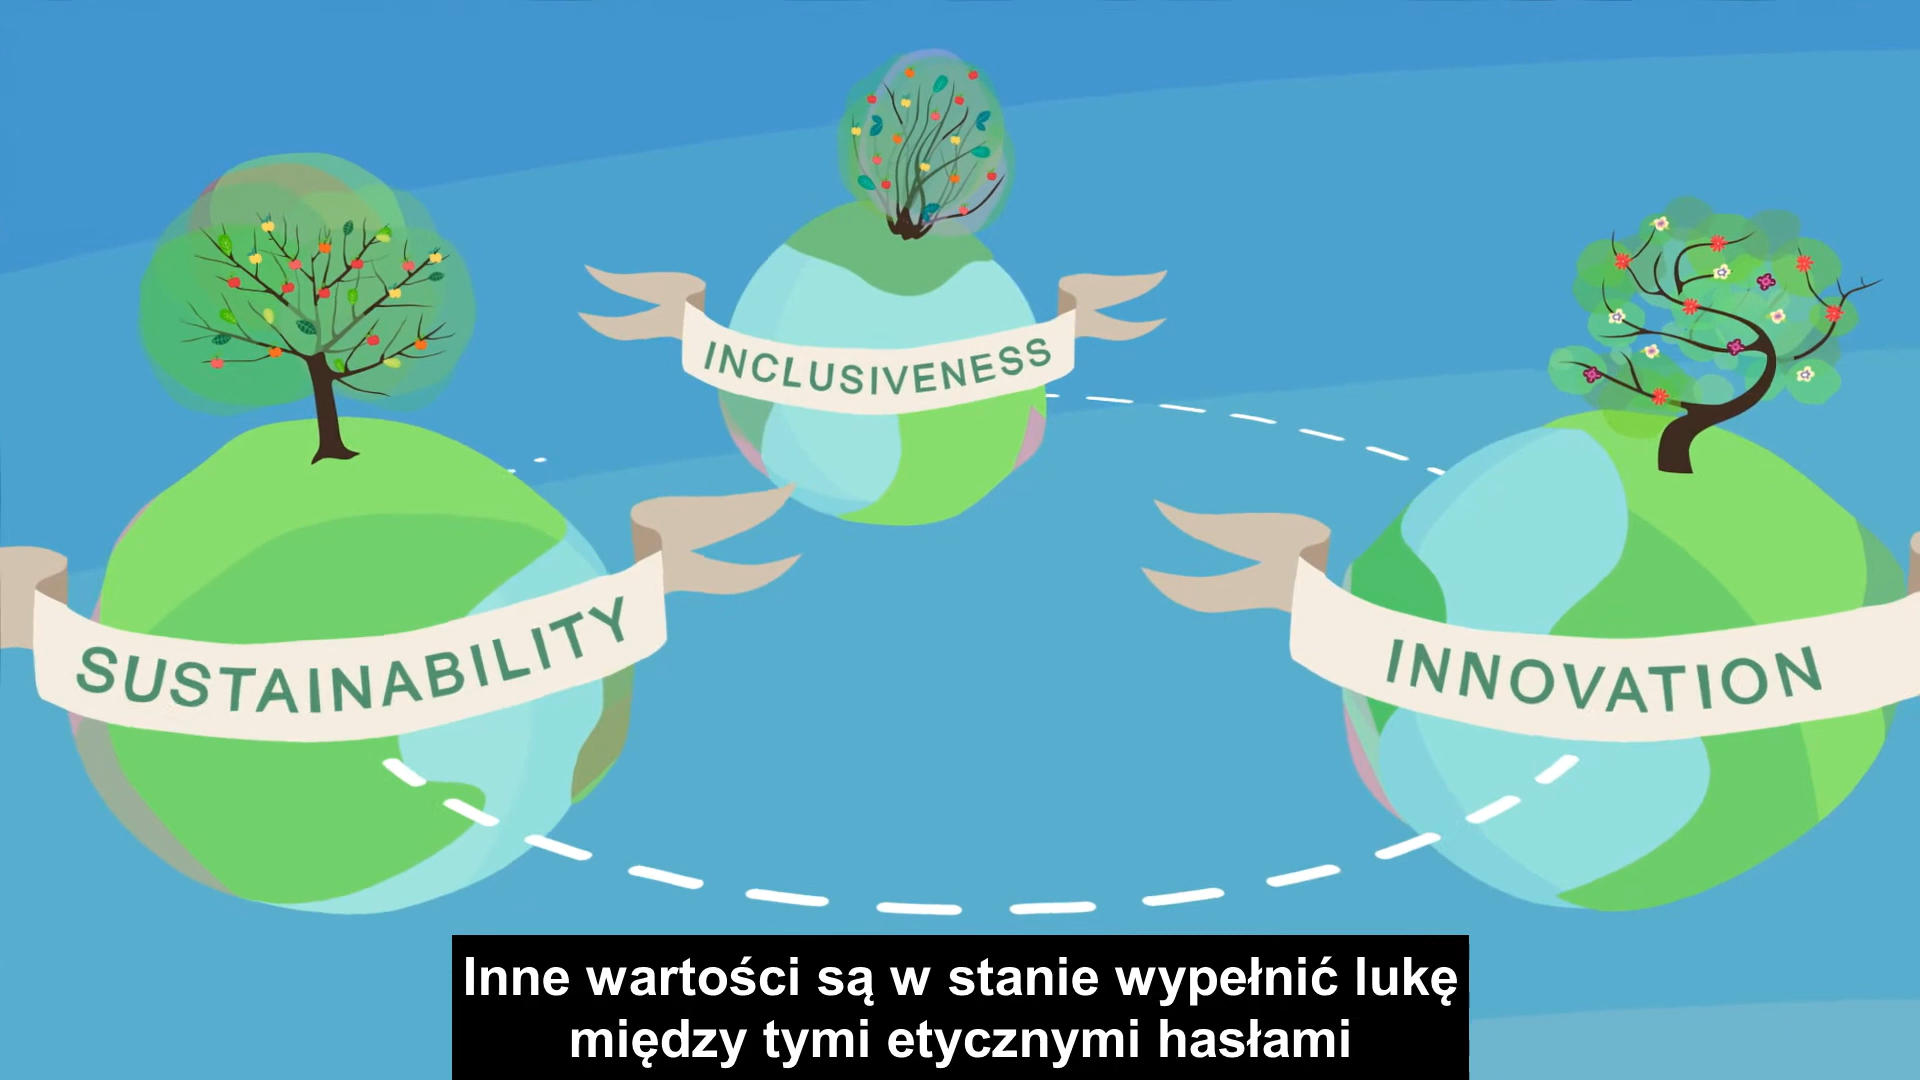 INCLUSIVENESS
SUSTAINABILITY
INNOVATION
Inne wartości są w stanie wypełnić lukę
między tymi etycznymi hasłami